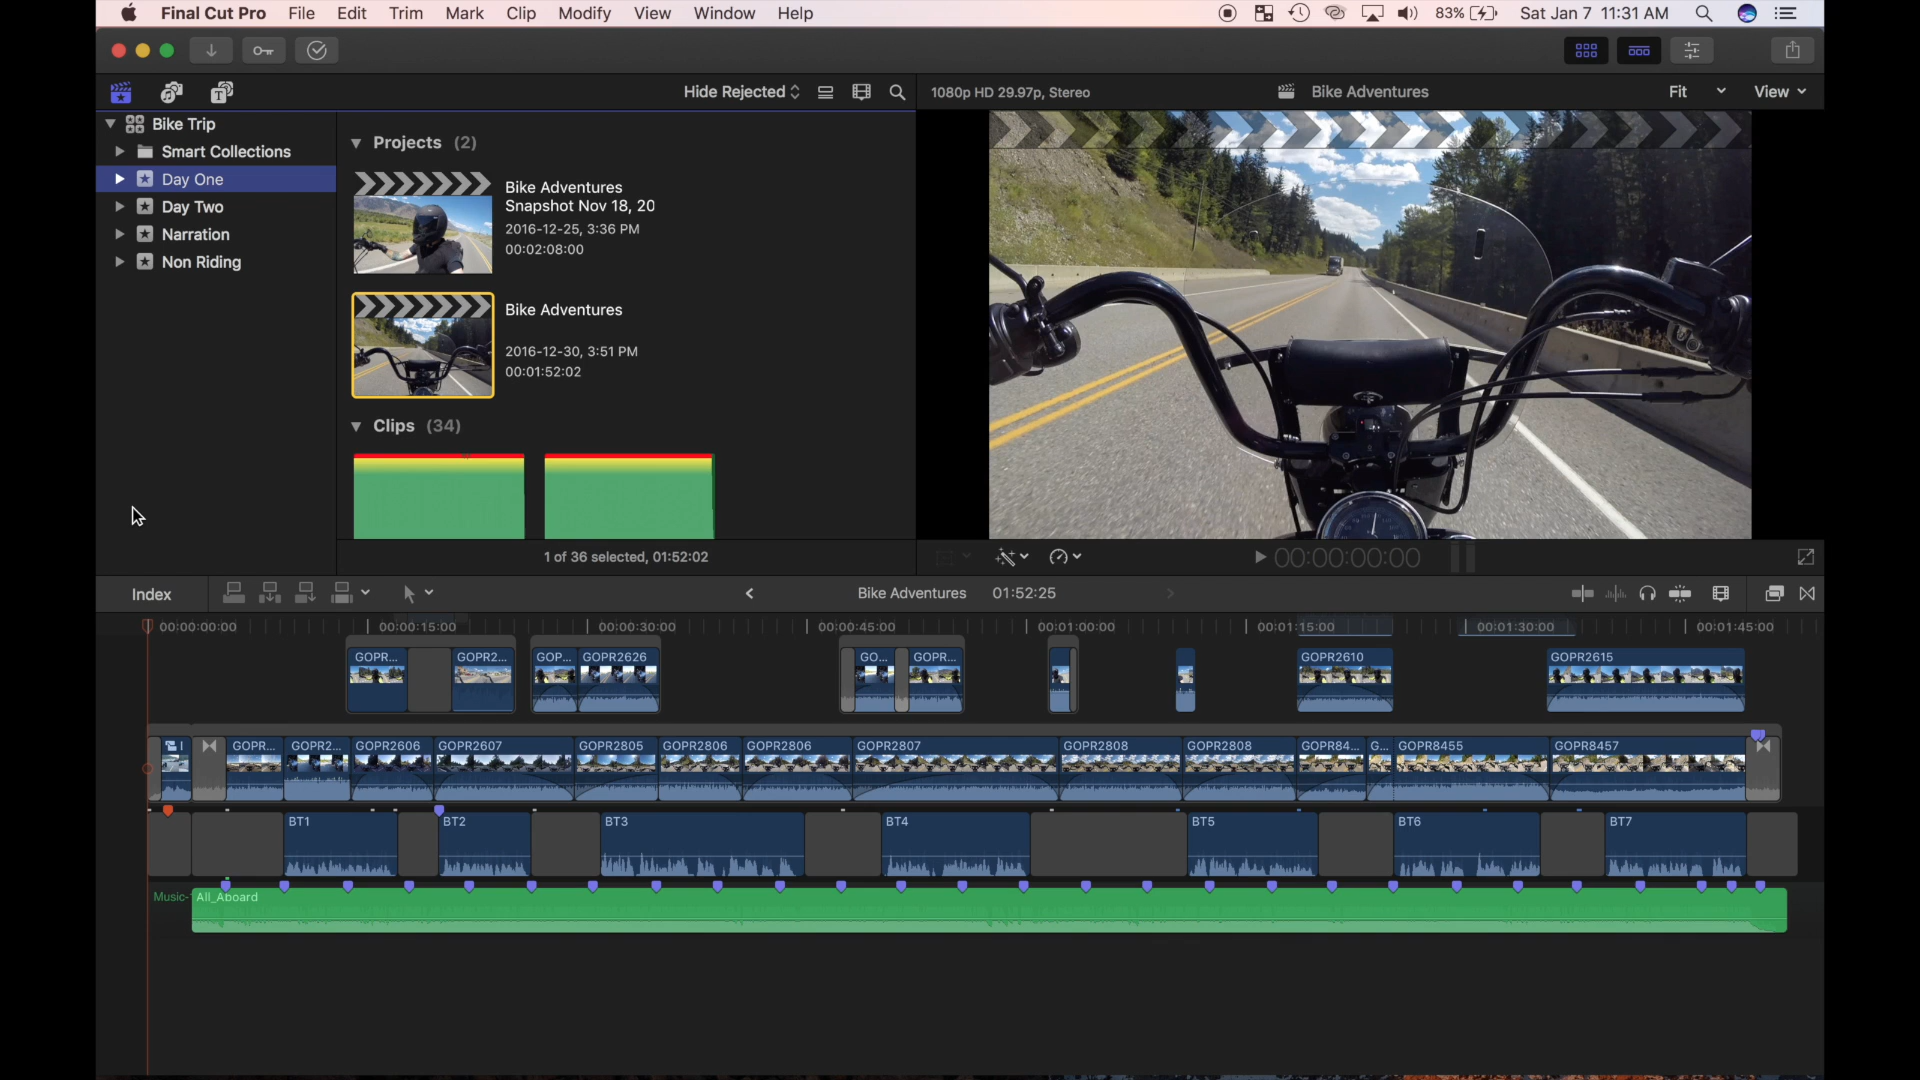 Final Cut Pro File Edit Trim Mark Clip Modify View Window Help 83% Sat Jan 7 11:31 AM
Hide Rejected 1080p HD 29.97p, Stereo Bike Adventures Fit View
Bike Trip
Smart Collections
Day One
Day Two
Narration
Non Riding
Projects (2)
Bike Adventures
Snapshot Nov 18, 20
2016-12-25, 3:36 PM
00:02:08:00
Bike Adventures
2016-12-30, 3:51 PM
00:01:52:02
Clips (34)
1 of 36 selected, 01:52:02
00:00:00:00
Index Bike Adventures 01:52:25
00:00:00:00 00:00:15:00 00:00:30:00 00:00:45:00 00:01:00:00 00:01:15:00 00:01:30:00 00:01:45:00
GOPR... GOPR2... GOP... GOPR2626 GO... GOPR... GOPR2610 GOPR2615
GOPR... GOPR2... GOPR2606 GOPR2607 GOPR2805 GOPR2806 GOPR2806 GOPR2807 GOPR2808 GOPR2808 GOPR84... G... GOPR8455 GOPR8457
BT1 BT2 BT3 BT4 BT5 BT6 BT7
Music- All_Aboard